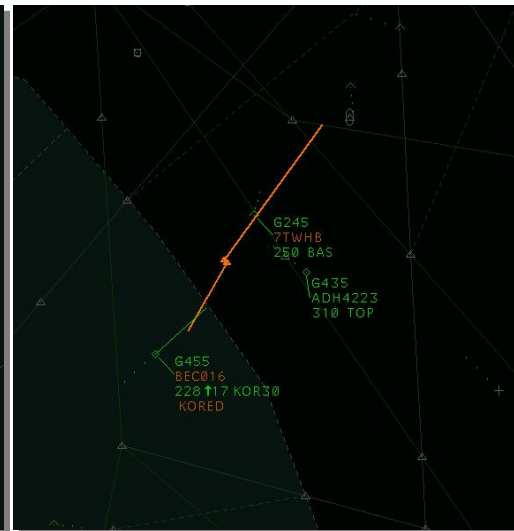 G245
7TWHB
250 BAS
G435
ADH4223
310 TOP
G455
BEC016
228⬆17 KOR30
KORED